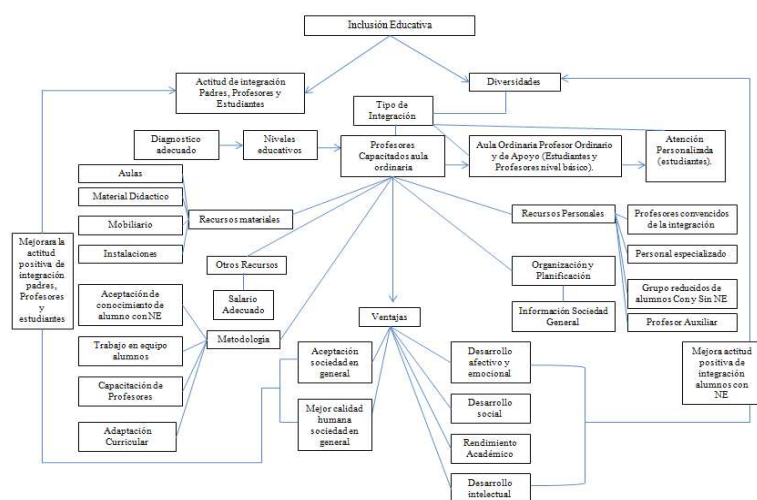 Inclusión Educativa
Actitud de integración
Padres, Profesores y
Estudiantes
Diversidades
Tipo de
Integración
Diagnostico
adecuado
Niveles
educativos
Profesores
Capacitados aula
ordinaria
Aula Ordinaria Profesor Ordinario
y de Apoyo (Estudiantes y
Profesores nivel básico).
Atención
Personalizada
(estudiantes).
Aulas
Material Didactico
Mobiliario
Instalaciones
Recursos materiales
Recursos Personales
Profesores convencidos
de la integración
Personal especializado
Grupo reducidos de
alumnos Con y Sin NE
Profesor Auxiliar
Mejorara la
actitud
positiva de
integración
padres,
Profesores
y
estudiantes
Otros Recursos
Salario
Adecuado
Organización y
Planificación
Información Sociedad
General
Aceptación de
conocimiento de
alumno con NE
Trabajo en equipo
alumnos
Capacitación de
Profesores
Adaptación
Curricular
Metodología
Ventajas
Aceptación
sociedad en
general
Mejor calidad
humana
sociedad en
general
Desarrollo
afectivo y
emocional
Desarrollo
social
Rendimiento
Académico
Desarrollo
intelectual
Mejora actitud
positiva de
integración
alumnos con
NE